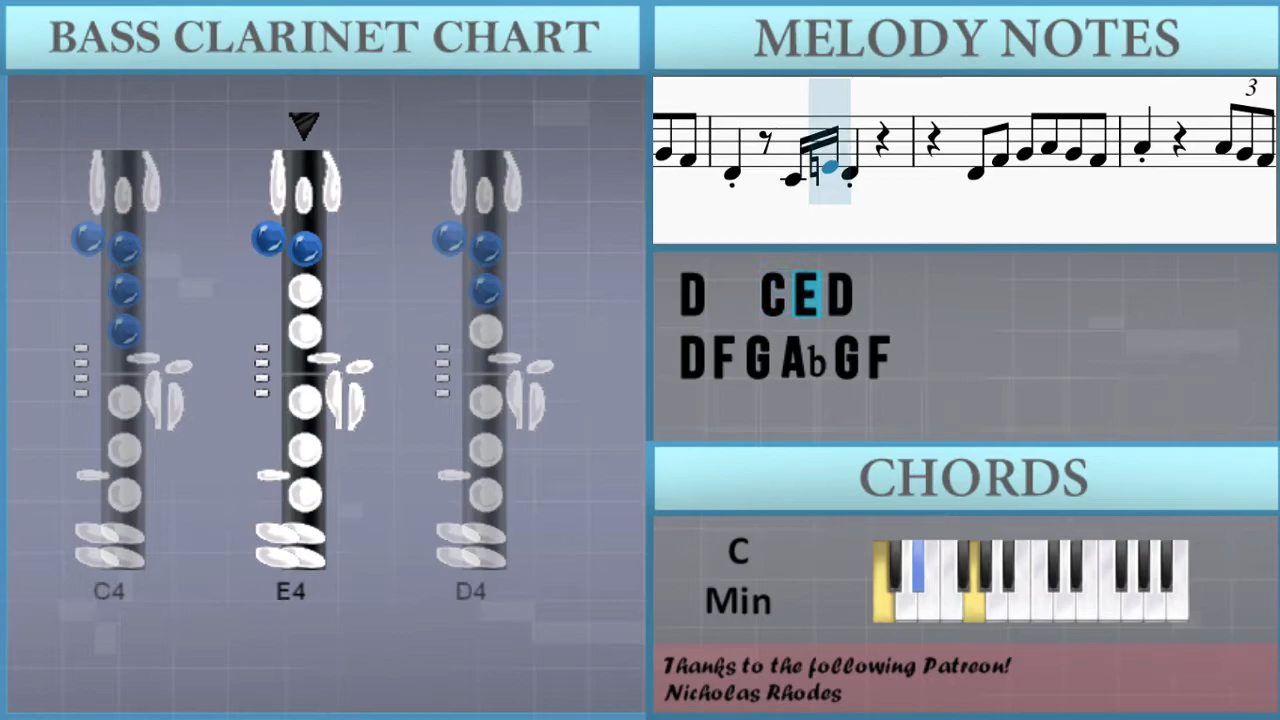 BASS CLARINET CHART
C4 E4 D4
MELODY NOTES
3
D CED
DFGAbGF
CHORDS
C
Min
Thanks to the following Patreon!
Nicholas Rhodes